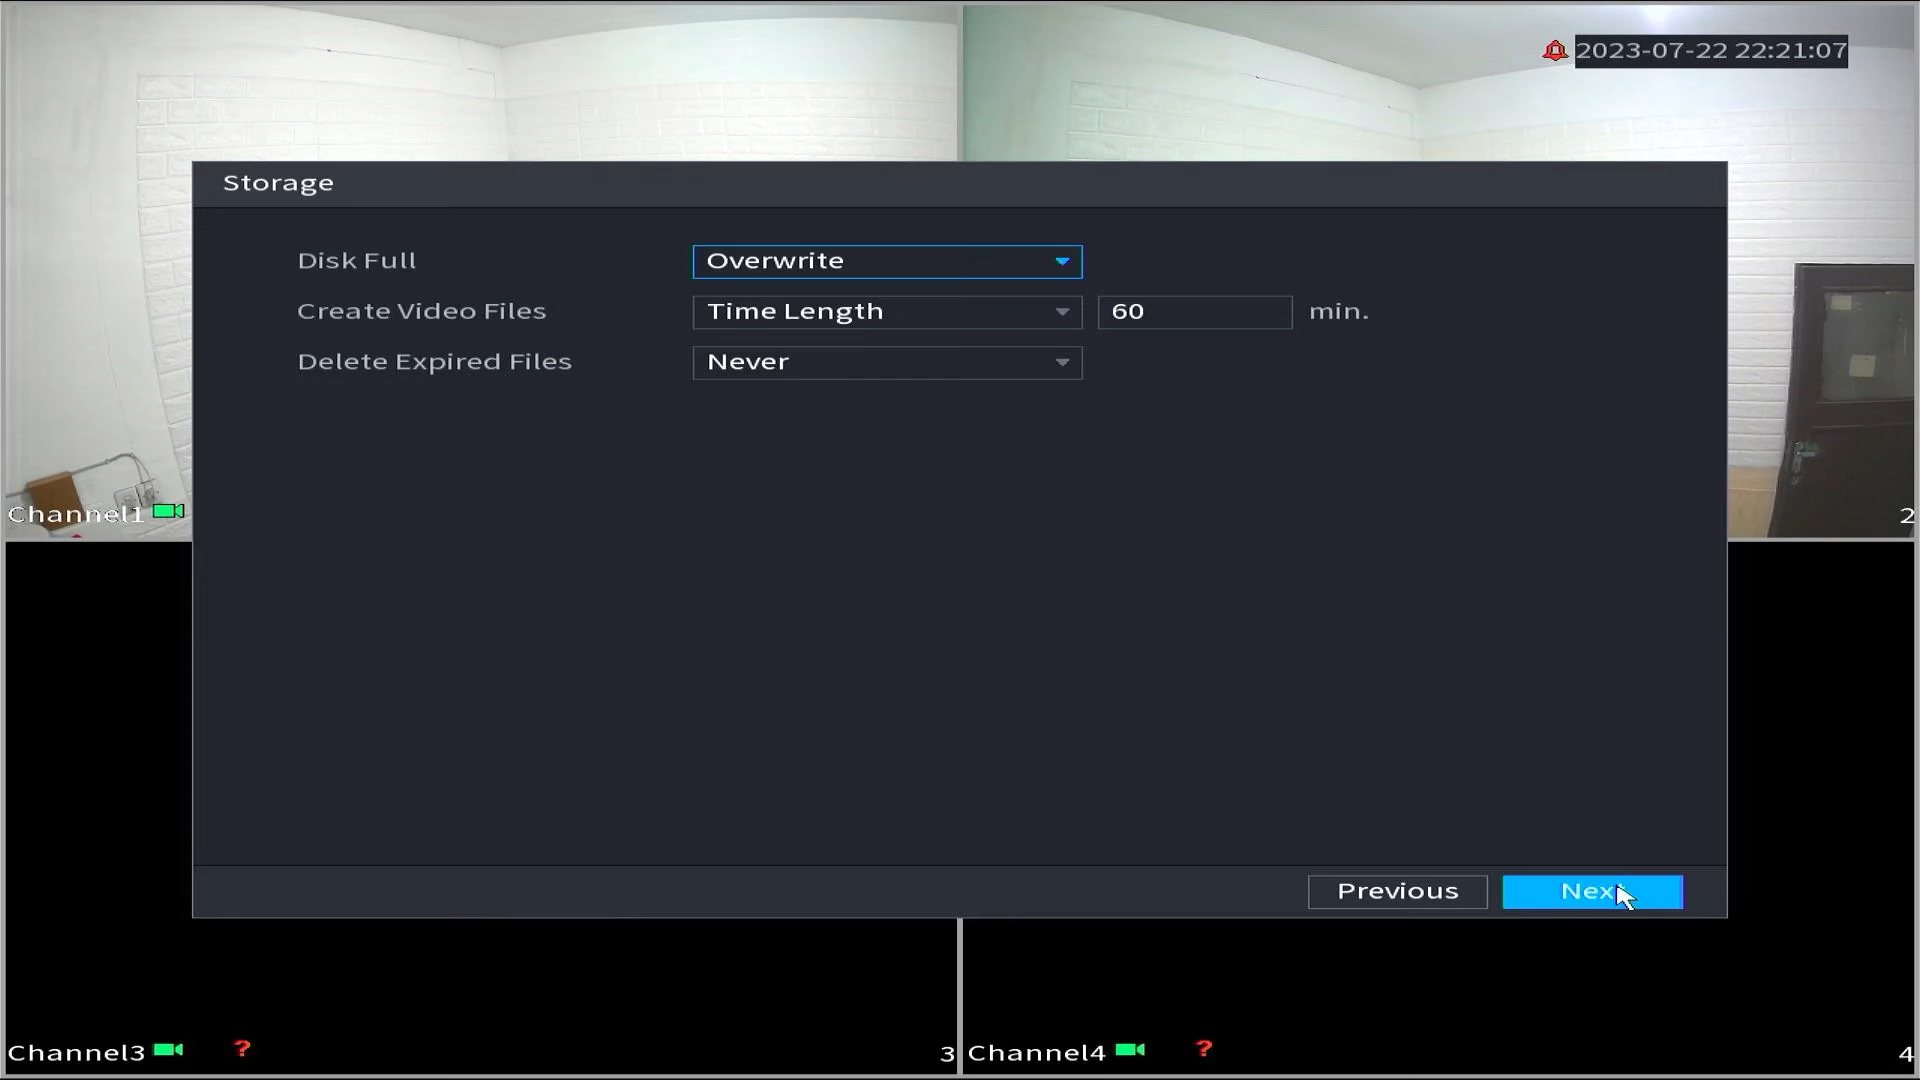 2023-07-22 22:21:07
Storage
Disk Full Overwrite
Create Video Files Time Length 60 min.
Delete Expired Files Never
Channel1 2
Previous Next
Channel3 ? 3 Channel4 ? 4